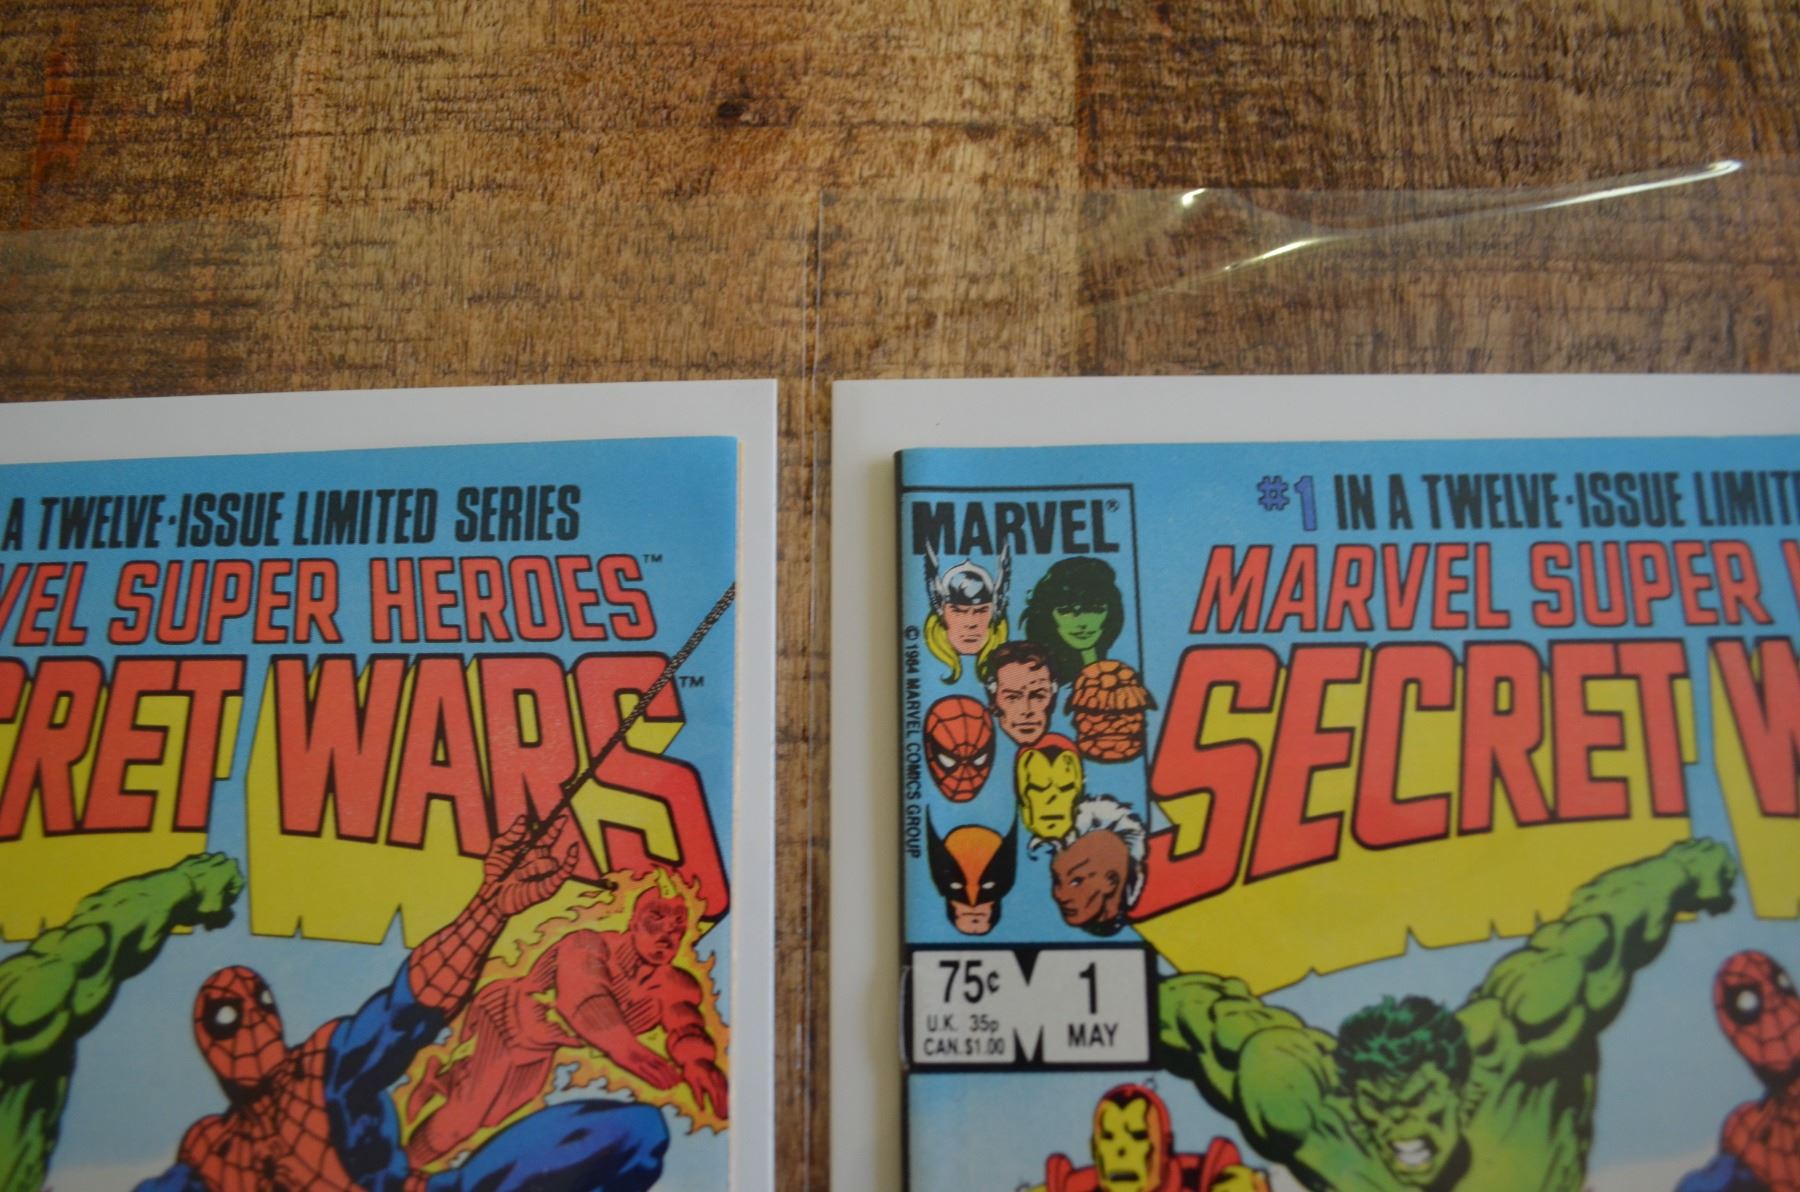 A TWELVE·ISSUE LIMITED SERIES
VEL SUPER HEROES™
CRET WARS™
MARVEL®
© 1984 MARVEL COMICS GROUP
75¢
U.K. 35p
CAN.$1.00
1
MAY
#1 IN A TWELVE·ISSUE LIMIT
MARVEL SUPER H
SECRET W